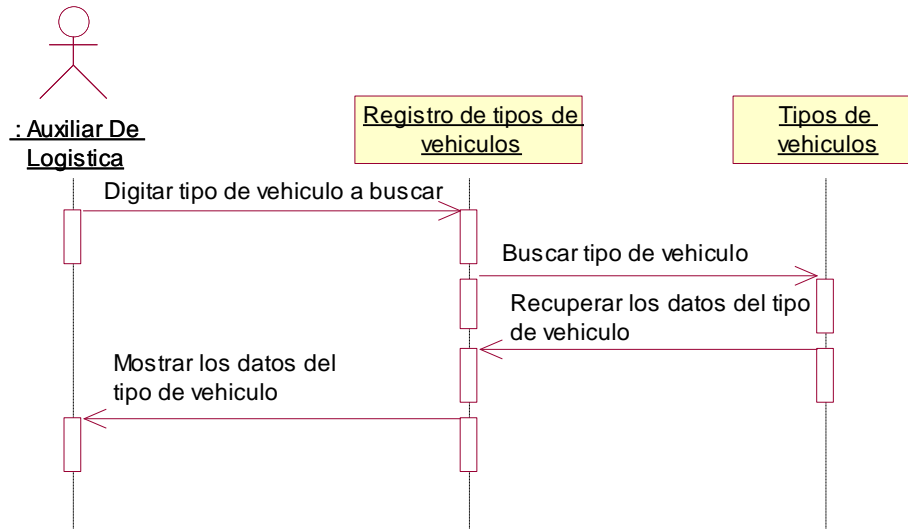 : Auxiliar De
Logistica
Registro de tipos de
vehiculos
Tipos de
vehiculos
Digitar tipo de vehiculo a buscar
Buscar tipo de vehiculo
Recuperar los datos del tipo
de vehiculo
Mostrar los datos del
tipo de vehiculo